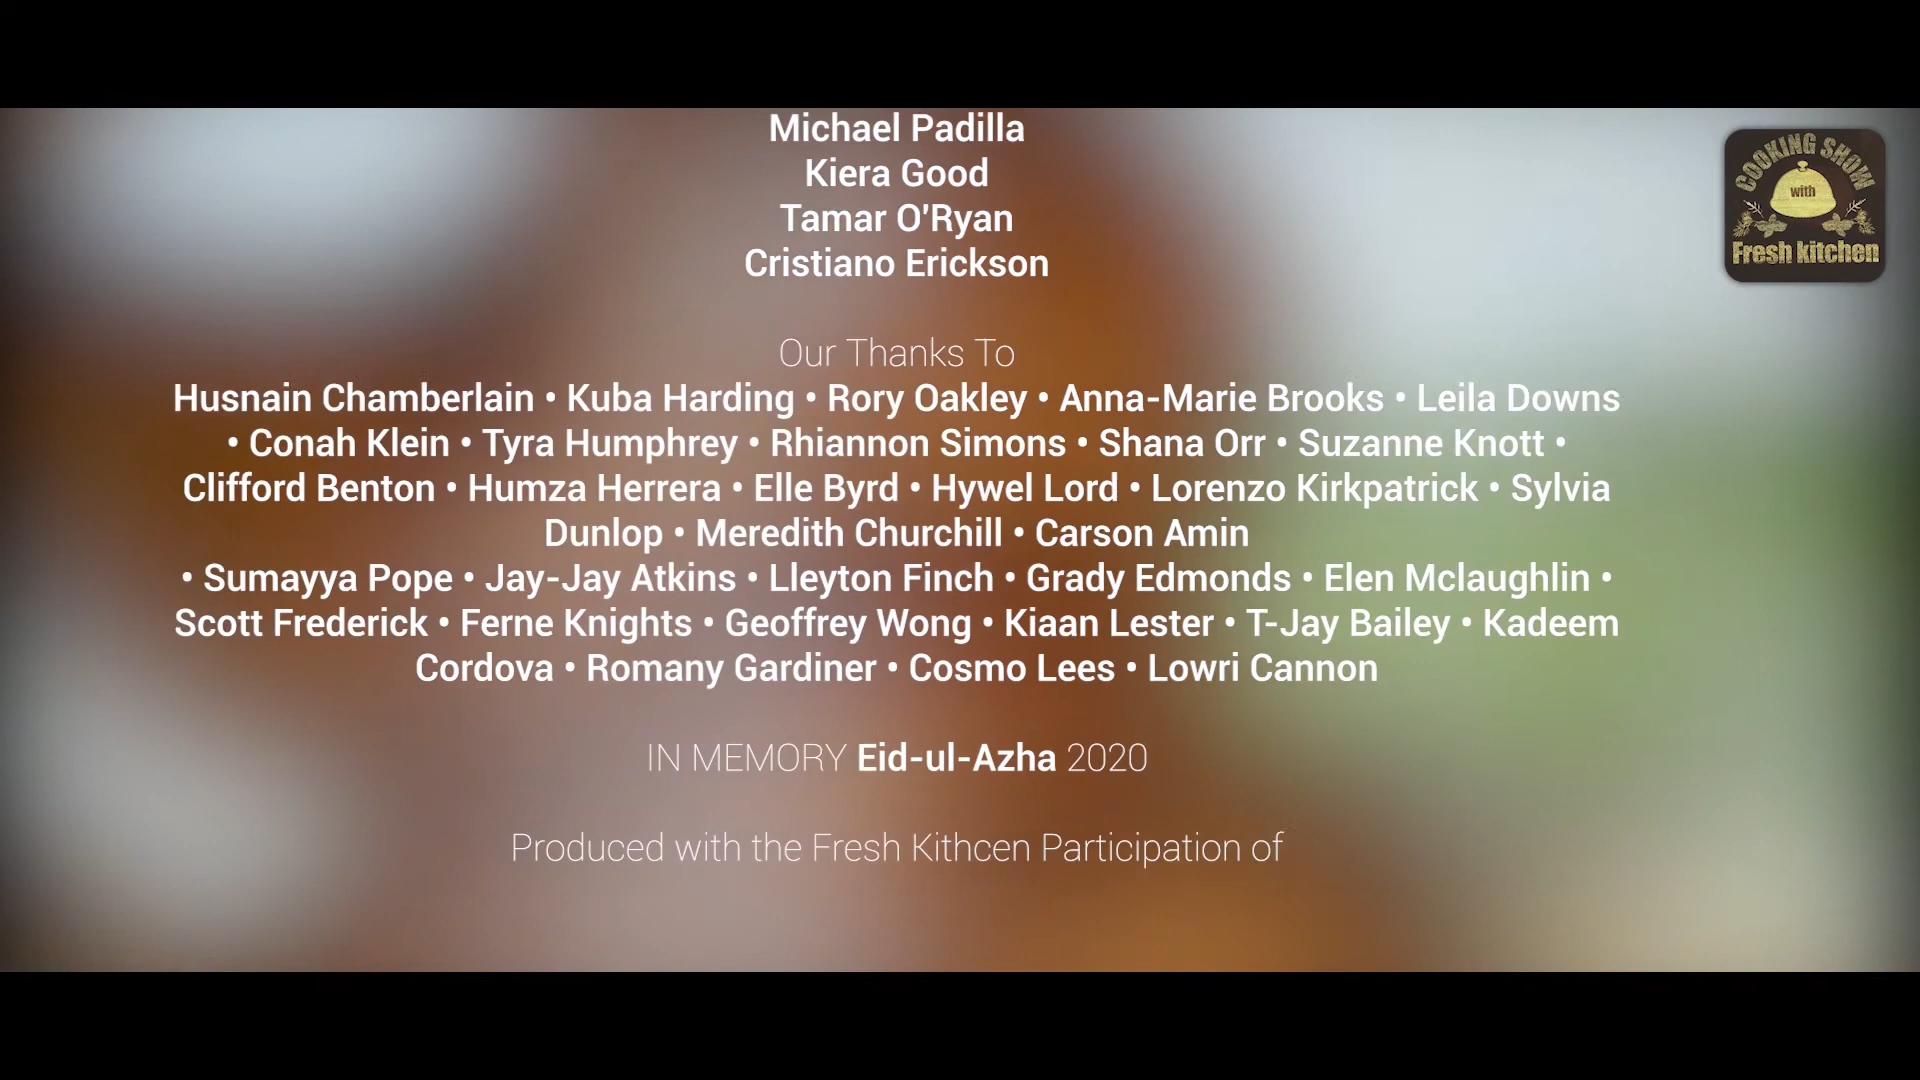 Michael Padilla
Kiera Good
Tamar O'Ryan
Cristiano Erickson
COOKING SHOW
with
Fresh kitchen
Our Thanks To
Husnain Chamberlain • Kuba Harding • Rory Oakley • Anna-Marie Brooks • Leila Downs
• Conah Klein • Tyra Humphrey • Rhiannon Simons • Shana Orr • Suzanne Knott •
Clifford Benton • Humza Herrera • Elle Byrd • Hywel Lord • Lorenzo Kirkpatrick • Sylvia
Dunlop • Meredith Churchill • Carson Amin
• Sumayya Pope • Jay-Jay Atkins • Lleyton Finch • Grady Edmonds • Elen Mclaughlin •
Scott Frederick • Ferne Knights • Geoffrey Wong • Kiaan Lester • T-Jay Bailey • Kadeem
Cordova • Romany Gardiner • Cosmo Lees • Lowri Cannon
IN MEMORY Eid-ul-Azha 2020
Produced with the Fresh Kithcen Participation of